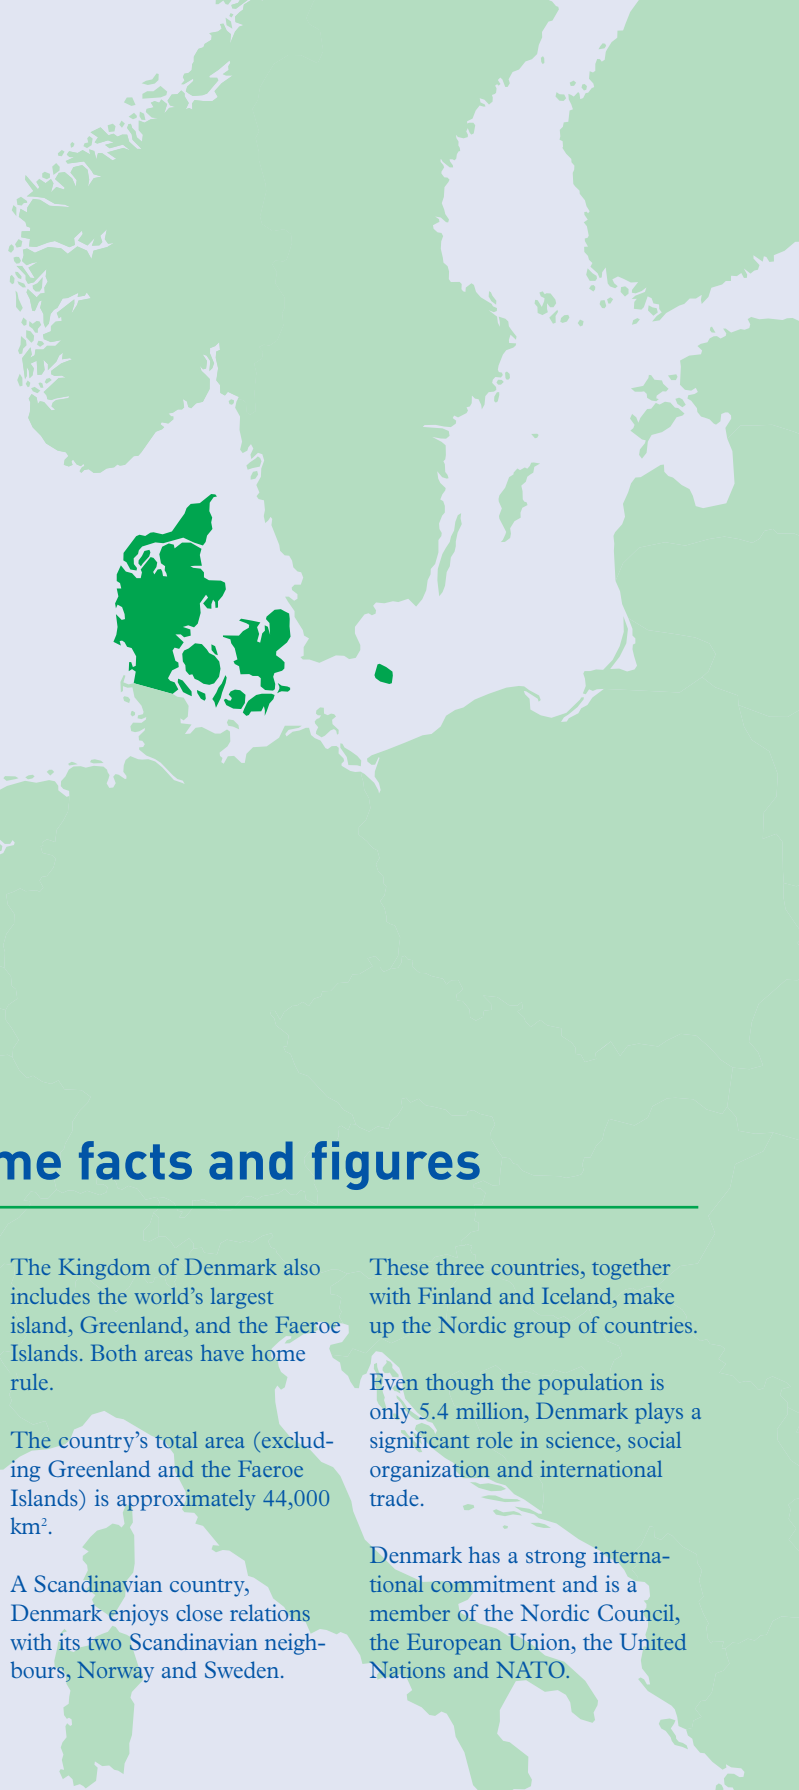 me facts and figures
The Kingdom of Denmark also
includes the world’s largest
island, Greenland, and the Faeroe
Islands. Both areas have home
rule.
The country’s total area (exclud-
ing Greenland and the Faeroe
Islands) is approximately 44,000
km².
A Scandinavian country,
Denmark enjoys close relations
with its two Scandinavian neigh-
bours, Norway and Sweden.
These three countries, together
with Finland and Iceland, make
up the Nordic group of countries.
Even though the population is
only 5.4 million, Denmark plays a
significant role in science, social
organization and international
trade.
Denmark has a strong interna-
tional commitment and is a
member of the Nordic Council,
the European Union, the United
Nations and NATO.